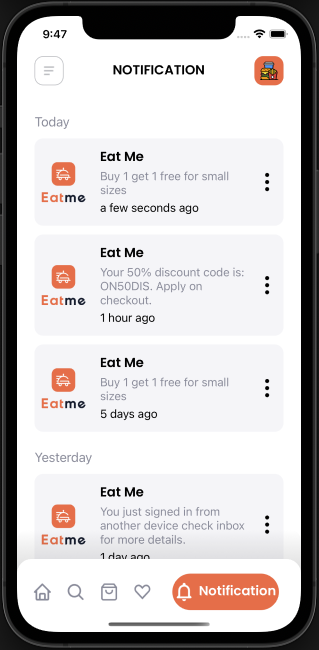 9:47
NOTIFICATION
Today
Eat Me
Buy 1 get 1 free for small
sizes
a few seconds ago
Eatme
Eat Me
Your 50% discount code is:
ON50DIS. Apply on
checkout.
1 hour ago
Eatme
Eat Me
Buy 1 get 1 free for small
sizes
5 days ago
Eatme
Yesterday
Eat Me
You just signed in from
another device check inbox
for more details.
1 day ago
Eatme
Notification